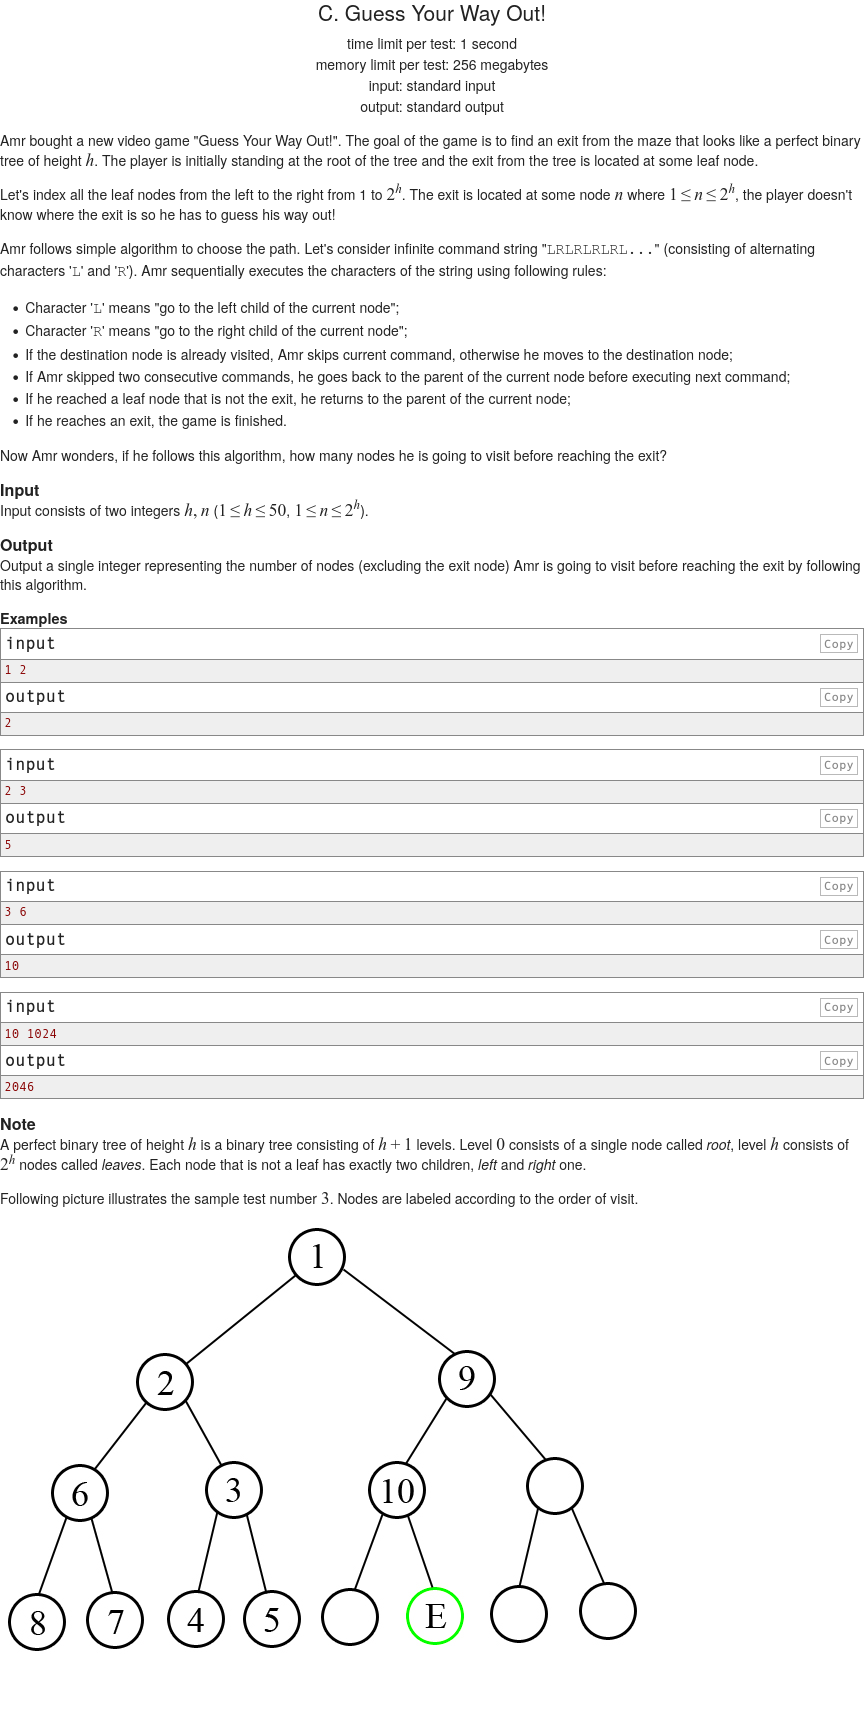 C. Guess Your Way Out!
time limit per test: 1 second
memory limit per test: 256 megabytes
input: standard input
output: standard output
Amr bought a new video game "Guess Your Way Out!". The goal of the game is to find an exit from the maze that looks like a perfect binary
tree of height h. The player is initially standing at the root of the tree and the exit from the tree is located at some leaf node.
Let's index all the leaf nodes from the left to the right from 1 to 2^h. The exit is located at some node n where 1 ≤ n ≤ 2^h, the player doesn't
know where the exit is so he has to guess his way out!
Amr follows simple algorithm to choose the path. Let's consider infinite command string "LRLRLRLRL..." (consisting of alternating
characters 'L' and 'R'). Amr sequentially executes the characters of the string using following rules:
• Character 'L' means "go to the left child of the current node";
• Character 'R' means "go to the right child of the current node";
• If the destination node is already visited, Amr skips current command, otherwise he moves to the destination node;
• If Amr skipped two consecutive commands, he goes back to the parent of the current node before executing next command;
• If he reached a leaf node that is not the exit, he returns to the parent of the current node;
• If he reaches an exit, the game is finished.
Now Amr wonders, if he follows this algorithm, how many nodes he is going to visit before reaching the exit?
Input
Input consists of two integers h, n (1 ≤ h ≤ 50, 1 ≤ n ≤ 2^h).
Output
Output a single integer representing the number of nodes (excluding the exit node) Amr is going to visit before reaching the exit by following
this algorithm.
Examples
input Copy
1 2
output Copy
2
input Copy
2 3
output Copy
5
input Copy
3 6
output Copy
10
input Copy
10 1024
output Copy
2046
Note
A perfect binary tree of height h is a binary tree consisting of h + 1 levels. Level 0 consists of a single node called root, level h consists of
2^h nodes called leaves. Each node that is not a leaf has exactly two children, left and right one.
Following picture illustrates the sample test number 3. Nodes are labeled according to the order of visit.
1
2 9
6 3 10
8 7 4 5 E